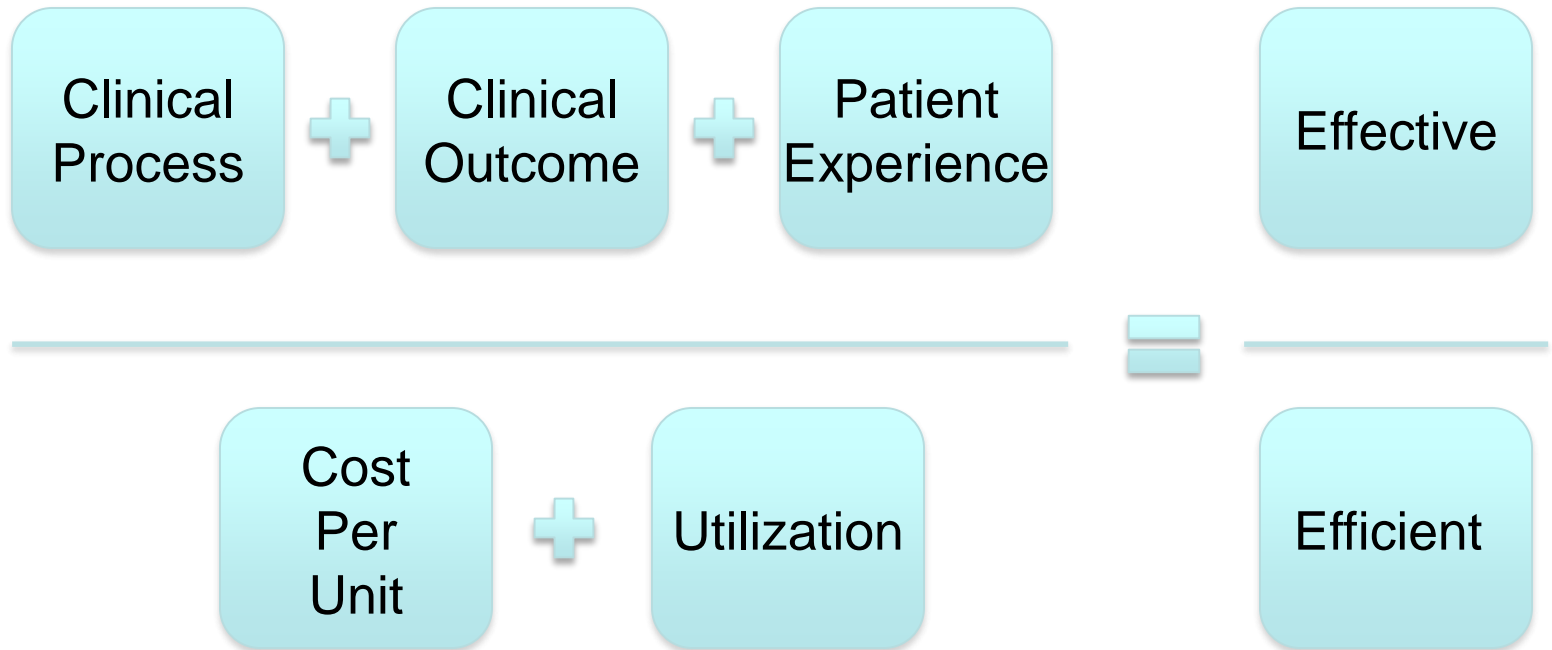 Clinical
Process
Clinical
Outcome
Patient
Experience
Effective
Cost
Per
Unit
Utilization
Efficient